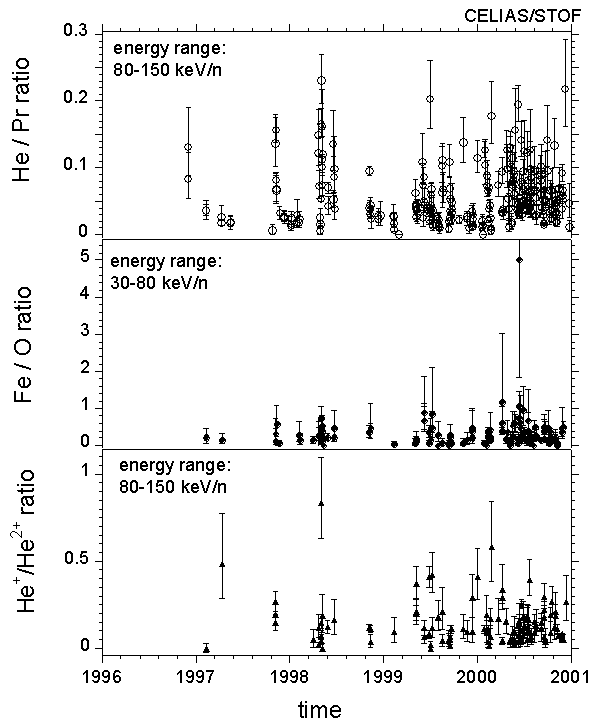 CELIAS/STOF
He / Pr ratio
0.3
0.2
0.1
0
energy range:
80-150 keV/n
Fe / O ratio
5
4
3
2
1
0
energy range:
30-80 keV/n
He⁺/He²⁺ ratio
1
0.5
0
energy range:
80-150 keV/n
1996 1997 1998 1999 2000 2001
time